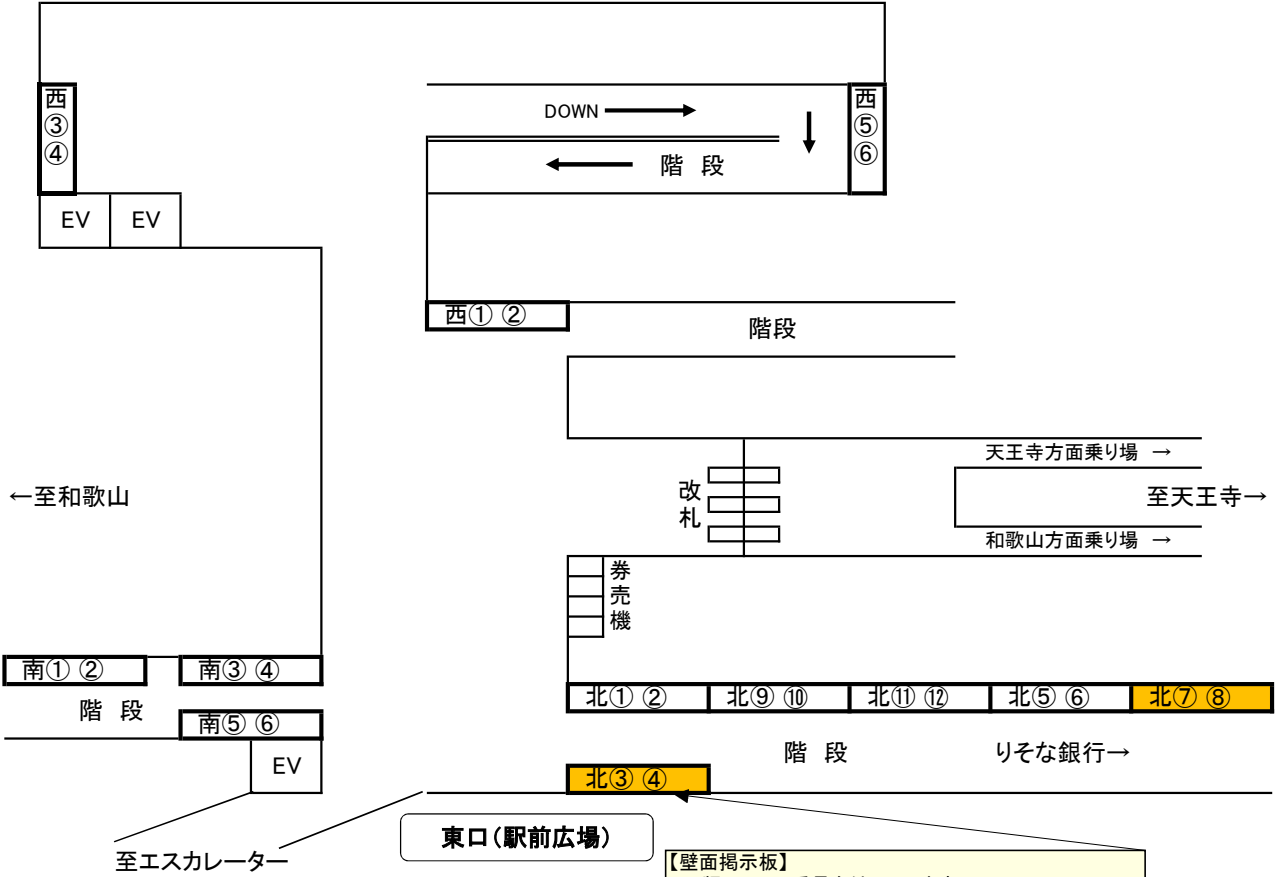 DOWN
西
③
④
西
⑤
⑥
階 段
EV EV
西① ②
階段
天王寺方面乗り場 →
←至和歌山
改
札
至天王寺→
和歌山方面乗り場 →
券
売
機
南① ②
南③ ④
北① ②
北⑨ ⑩
北⑪ ⑫
北⑤ ⑥
北⑦ ⑧
階 段
南⑤ ⑥
階 段
りそな銀行→
EV
北③ ④
東口（駅前広場）
至エスカレーター
【壁面掲示板】